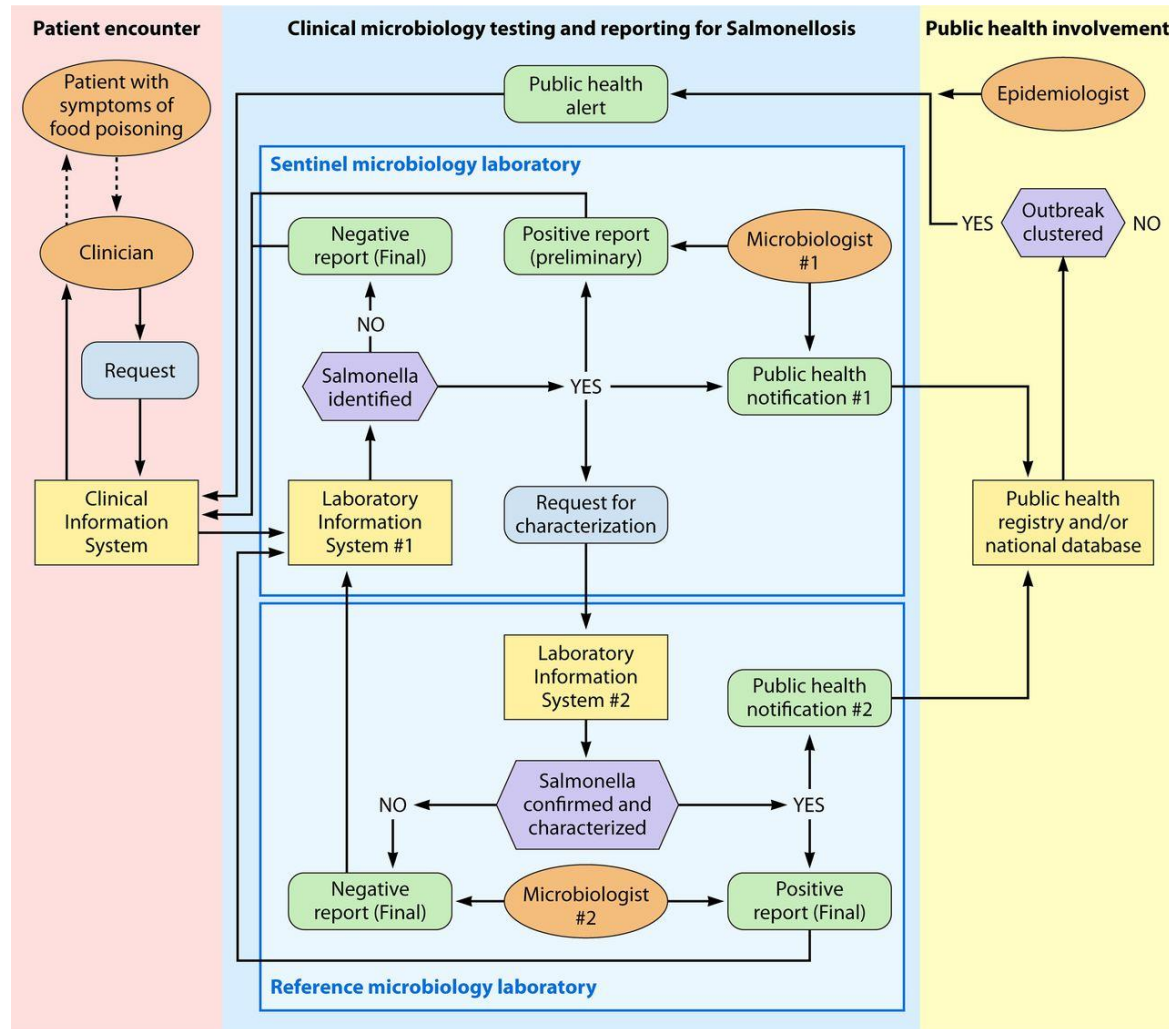 Patient encounter
Clinical microbiology testing and reporting for Salmonellosis
Public health involvement
Patient with
symptoms of
food poisoning
Public health
alert
Epidemiologist
Sentinel microbiology laboratory
Clinician
Negative
report (Final)
Positive report
(preliminary)
Microbiologist
#1
YES
Outbreak
clustered
NO
NO
Request
Salmonella
identified
YES
Public health
notification #1
Clinical
Information
System
Laboratory
Information
System #1
Request for
characterization
Public health
registry and/or
national database
Laboratory
Information
System #2
Public health
notification #2
NO
Salmonella
confirmed and
characterized
YES
Negative
report (Final)
Microbiologist
#2
Positive
report (Final)
Reference microbiology laboratory